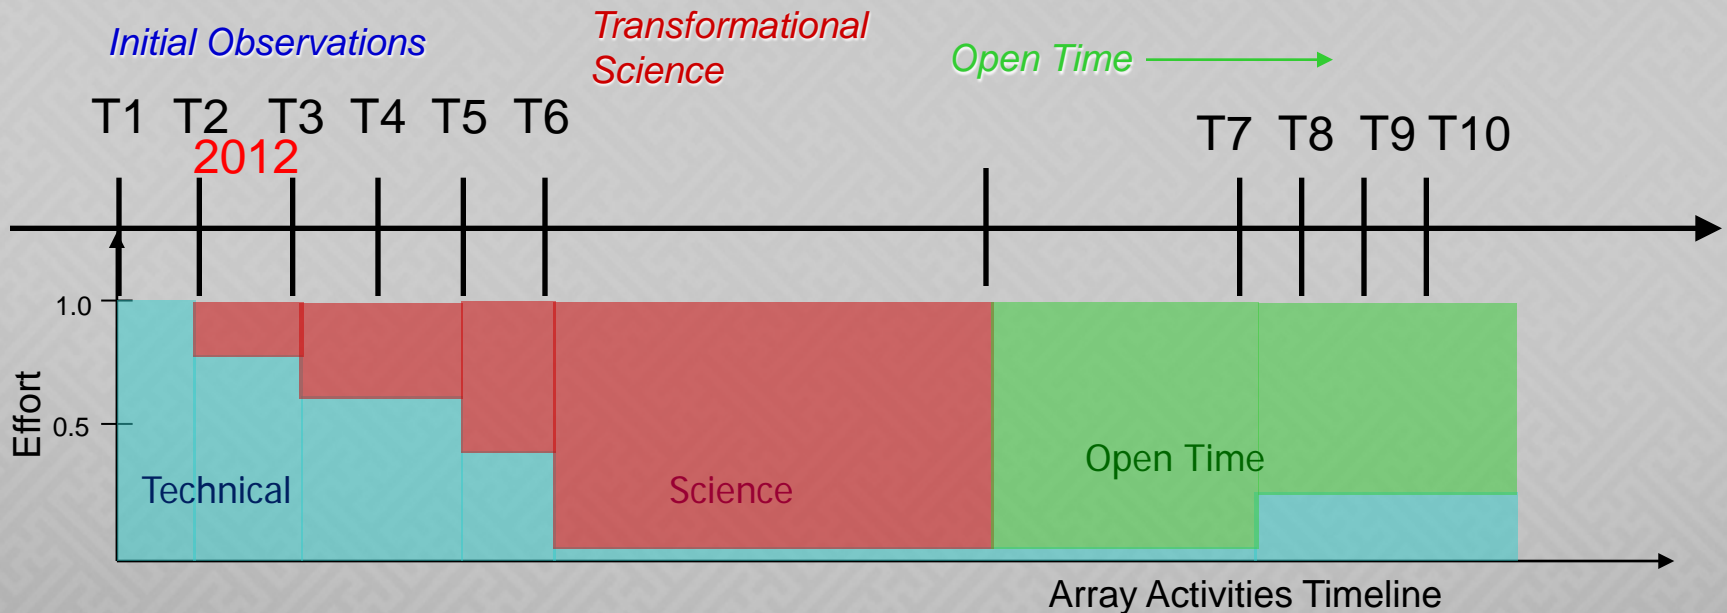 Initial Observations
Transformational
Science
Open Time
T1 T2 T3 T4 T5 T6
T7 T8 T9 T10
2012
1.0
0.5
Effort
Technical
Science
Open Time
Array Activities Timeline